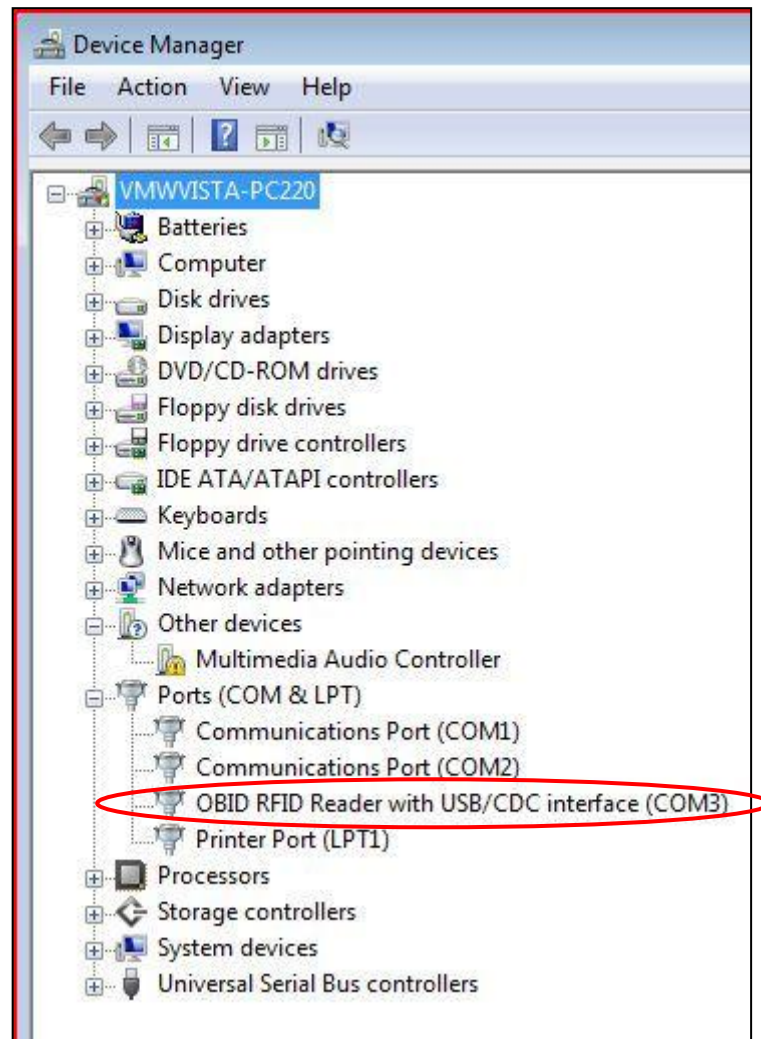 Device Manager
File Action View Help
VMWVISTA-PC220
Batteries
Computer
Disk drives
Display adapters
DVD/CD-ROM drives
Floppy disk drives
Floppy drive controllers
IDE ATA/ATAPI controllers
Keyboards
Mice and other pointing devices
Network adapters
Other devices
Multimedia Audio Controller
Ports (COM & LPT)
Communications Port (COM1)
Communications Port (COM2)
OBID RFID Reader with USB/CDC interface (COM3)
Printer Port (LPT1)
Processors
Storage controllers
System devices
Universal Serial Bus controllers